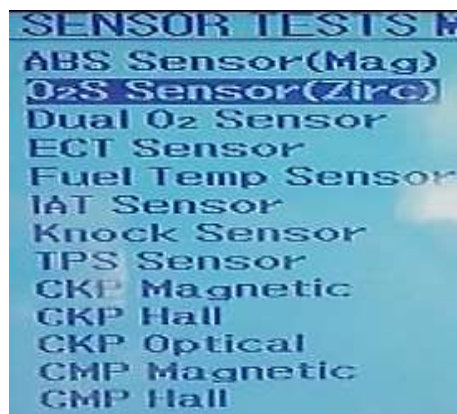 SENSOR TESTS M
ABS Sensor(Mag)
O2S Sensor(Zirc)
Dual O2 Sensor
ECT Sensor
Fuel Temp Sensor
IAT Sensor
Knock Sensor
TPS Sensor
CKP Magnetic
CKP Hall
CKP Optical
CMP Magnetic
CMP Hall